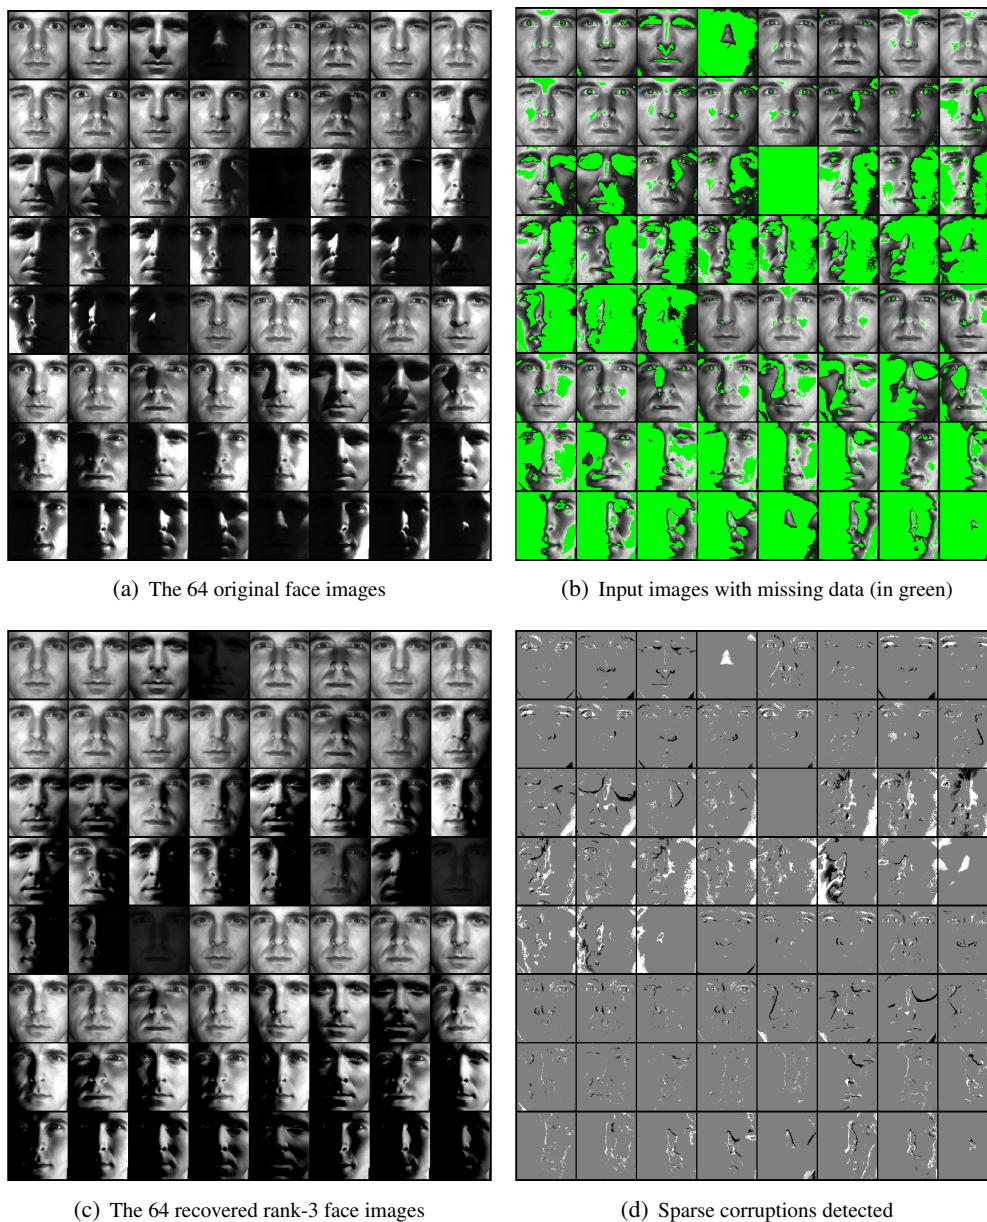 (a) The 64 original face images
(b) Input images with missing data (in green)
(c) The 64 recovered rank-3 face images
(d) Sparse corruptions detected